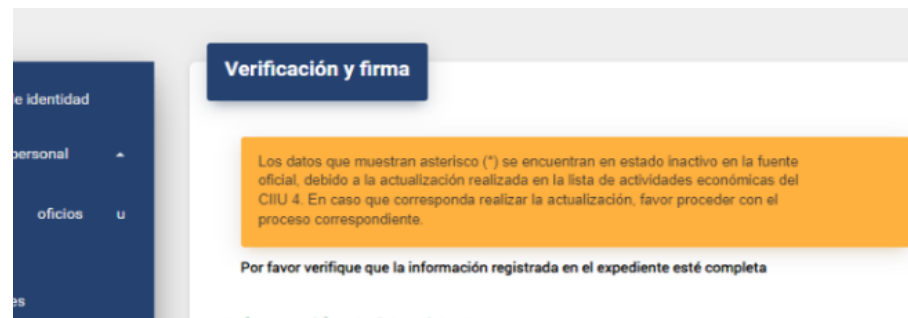 Verificación y firma
e identidad
personal
oficios u
es
Los datos que muestran asterisco (*) se encuentran en estado inactivo en la fuente
oficial, debido a la actualización realizada en la lista de actividades económicas del
CIIU 4. En caso que corresponda realizar la actualización, favor proceder con el
proceso correspondiente.
Por favor verifique que la información registrada en el expediente esté completa